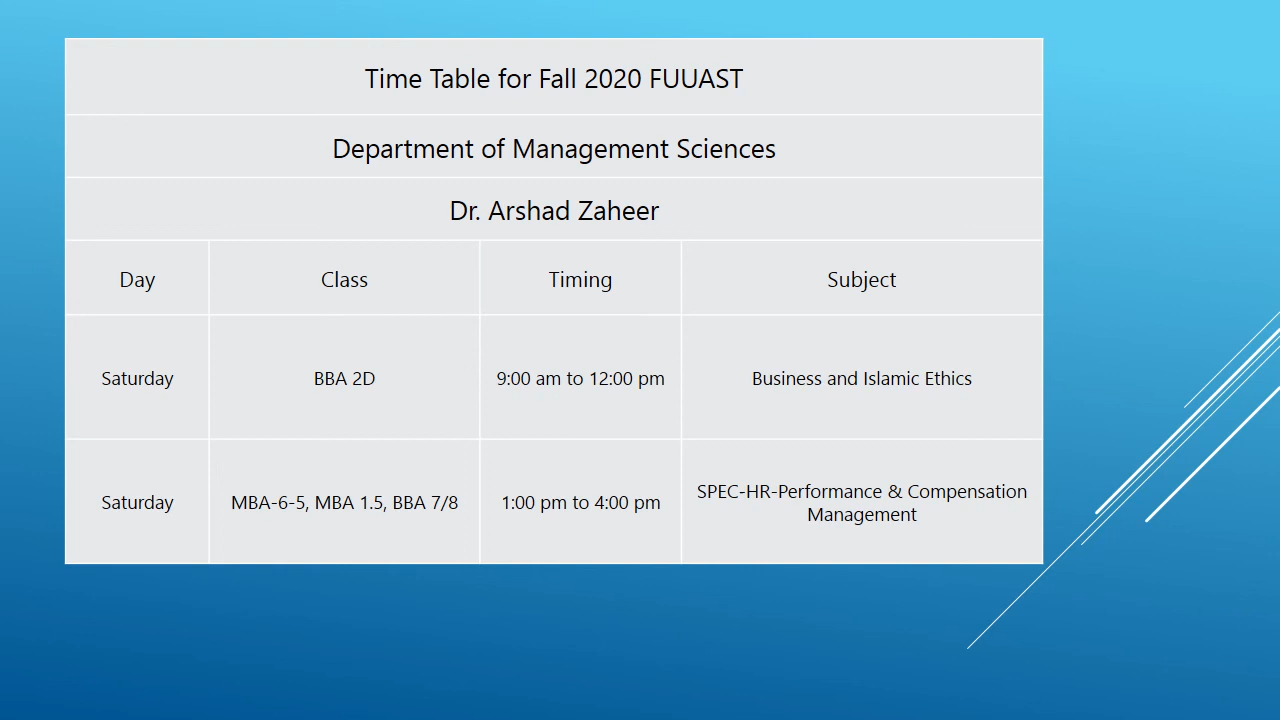 Time Table for Fall 2020 FUUAST
Department of Management Sciences
Dr. Arshad Zaheer
Day Class Timing Subject
Saturday BBA 2D 9:00 am to 12:00 pm Business and Islamic Ethics
Saturday MBA-6-5, MBA 1.5, BBA 7/8 1:00 pm to 4:00 pm SPEC-HR-Performance & Compensation
Management